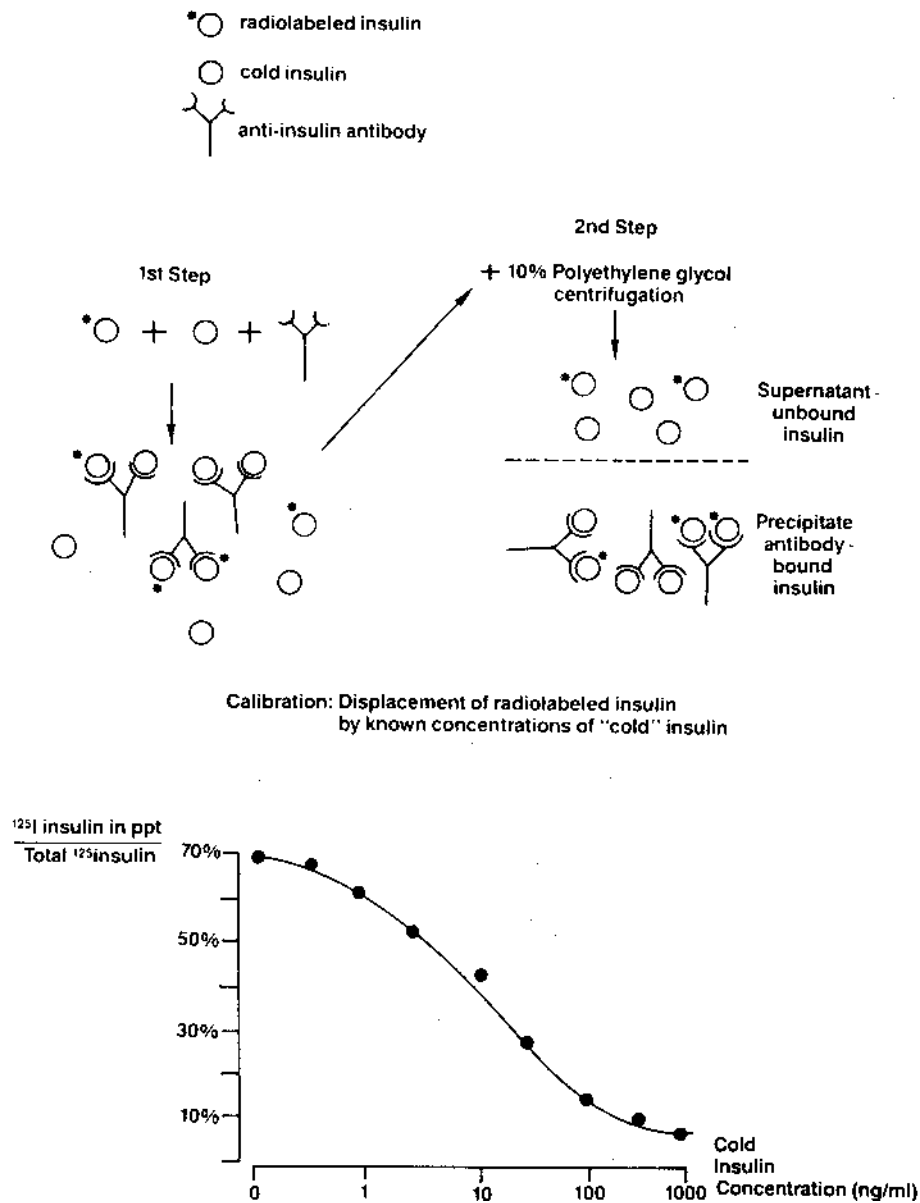 * radiolabeled insulin
cold insulin
anti-insulin antibody
1st Step
* + +
2nd Step
+ 10% Polyethylene glycol
centrifugation
Supernatant-
unbound
insulin
Precipitate
antibody-
bound
insulin
Calibration: Displacement of radiolabeled insulin
by known concentrations of "cold" insulin
¹²⁵I insulin in ppt
Total ¹²⁵insulin
70%
50%
30%
10%
0 1 10 100 1000
Cold
Insulin
Concentration (ng/ml)